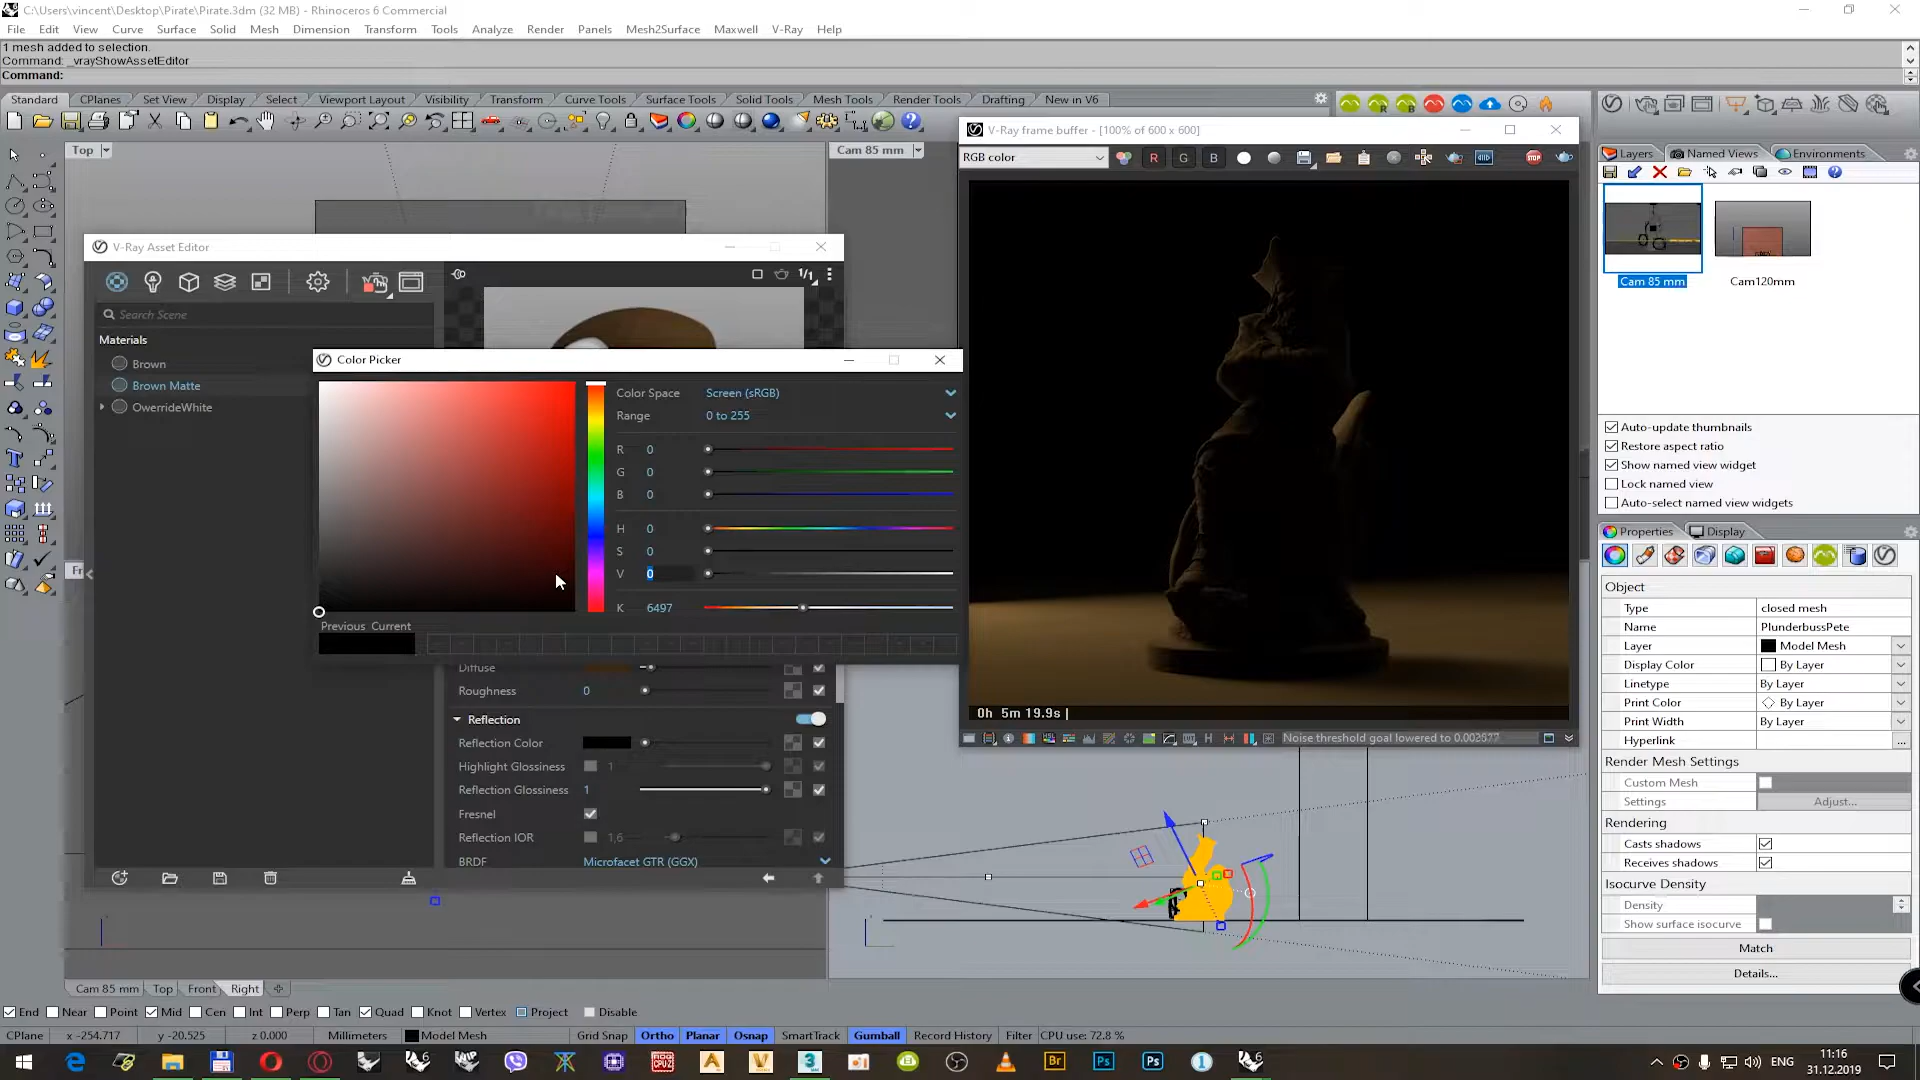 C:\Users\vincent\Desktop\Pirate\Pirate.3dm (32 MB) - Rhinoceros 6 Commercial
File Edit View Curve Surface Solid Mesh Dimension Transform Tools Analyze Render Panels Mesh2Surface Maxwell V-Ray Help
1 mesh added to selection.
Command: _vrayShowAssetEditor
Command:
Standard CPlanes Set View Display Select Viewport Layout Visibility Transform Curve Tools Surface Tools Solid Tools Mesh Tools Render Tools Drafting New in V6
Top
Cam 85 mm
V-Ray frame buffer - [100% of 600 x 600]
RGB color
R G B
STOP
0h 5m 19.9s |
H
Noise threshold goal lowered to 0.002677
Layers Named Views Environments
Cam 85 mm Cam120mm
Auto-update thumbnails
Restore aspect ratio
Show named view widget
Lock named view
Auto-select named view widgets
Properties Display
Object
Type closed mesh
Name PlunderbussPete
Layer Model Mesh
Display Color By Layer
Linetype By Layer
Print Color By Layer
Print Width By Layer
Hyperlink ...
Render Mesh Settings
Custom Mesh
Settings Adjust...
Rendering
Casts shadows
Receives shadows
Isocurve Density
Density
Show surface isocurve
Match
Details...
V-Ray Asset Editor
1/1
Search Scene
Materials
Brown
Brown Matte
OwerrideWhite
Fr
Color Picker
Color Space Screen (sRGB)
Range 0 to 255
R 0
G 0
B 0
H 0
S 0
V 0
K 6497
Previous Current
Diffuse
Roughness 0
Reflection
Reflection Color
Highlight Glossiness 1
Reflection Glossiness 1
Fresnel
Reflection IOR 1,6
BRDF Microfacet GTR (GGX)
Cam 85 mm Top Front Right
End Near Point Mid Cen Int Perp Tan Quad Knot Vertex Project Disable
CPlane x -254.717 y -20.525 z 0.000 Millimeters Model Mesh Grid Snap Ortho Planar Osnap SmartTrack Gumball Record History Filter CPU use: 72.8 %
ENG
11:16
31.12.2019